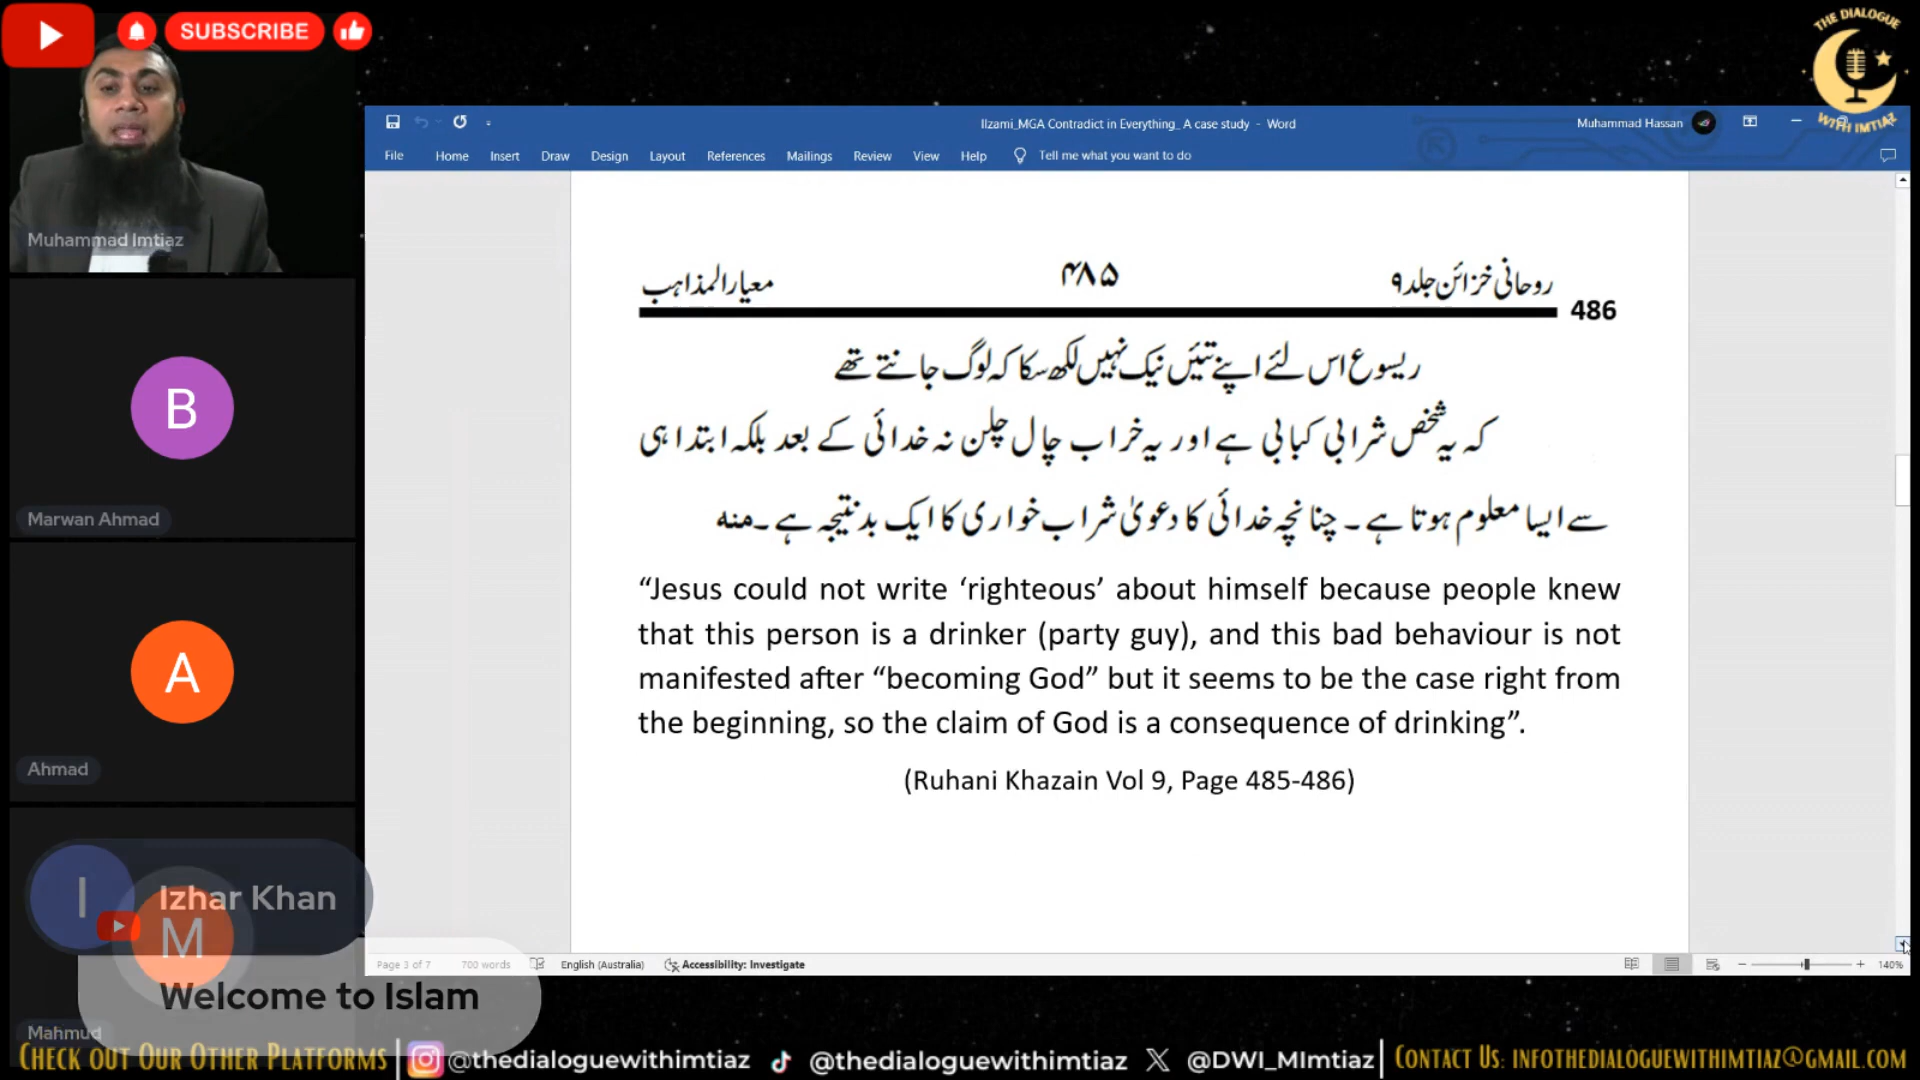 SUBSCRIBE
THE DIALOGUE
WITH IMTIAZ
Muhammad Imtiaz
B
Marwan Ahmad
A
Ahmad
I
Izhar Khan
M
Welcome to Islam
Mahmud
Ilzami_MGA Contradict in Everything_ A case study - Word
Muhammad Hassan
File Home Insert Draw Design Layout References Mailings Review View Help Tell me what you want to do
روحانی خزائن جلد ۹ ۴۸۵ معیار المذاہب
486
ریسوع اس لئے اپنے تئیں نیک نہیں لکھ سکا کہ لوگ جانتے تھے
کہ یہ شخص شرابی کبابی ہے اور یہ خراب چال چلن نہ خدائی کے بعد بلکہ ابتدا ہی
سے ایسا معلوم ہوتا ہے۔ چنانچہ خدائی کا دعویٰ شراب خواری کا ایک بد نتیجہ ہے۔ منہ
“Jesus could not write ‘righteous’ about himself because people knew
that this person is a drinker (party guy), and this bad behaviour is not
manifested after “becoming God” but it seems to be the case right from
the beginning, so the claim of God is a consequence of drinking”.
(Ruhani Khazain Vol 9, Page 485-486)
Page 3 of 7 700 words English (Australia) Accessibility: Investigate 140%
CHECK OUT OUR OTHER PLATFORMS @thedialoguewithimtiaz @thedialoguewithimtiaz @DWI_MImtiaz CONTACT US: INFOTHEDIALOGUEWITHIMTIAZ@GMAIL.COM